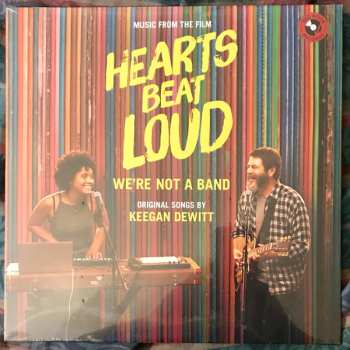 MUSIC FROM THE FILM
HEARTS
BEAT
LOUD
WE'RE NOT A BAND
ORIGINAL SONGS BY
KEEGAN DEWITT